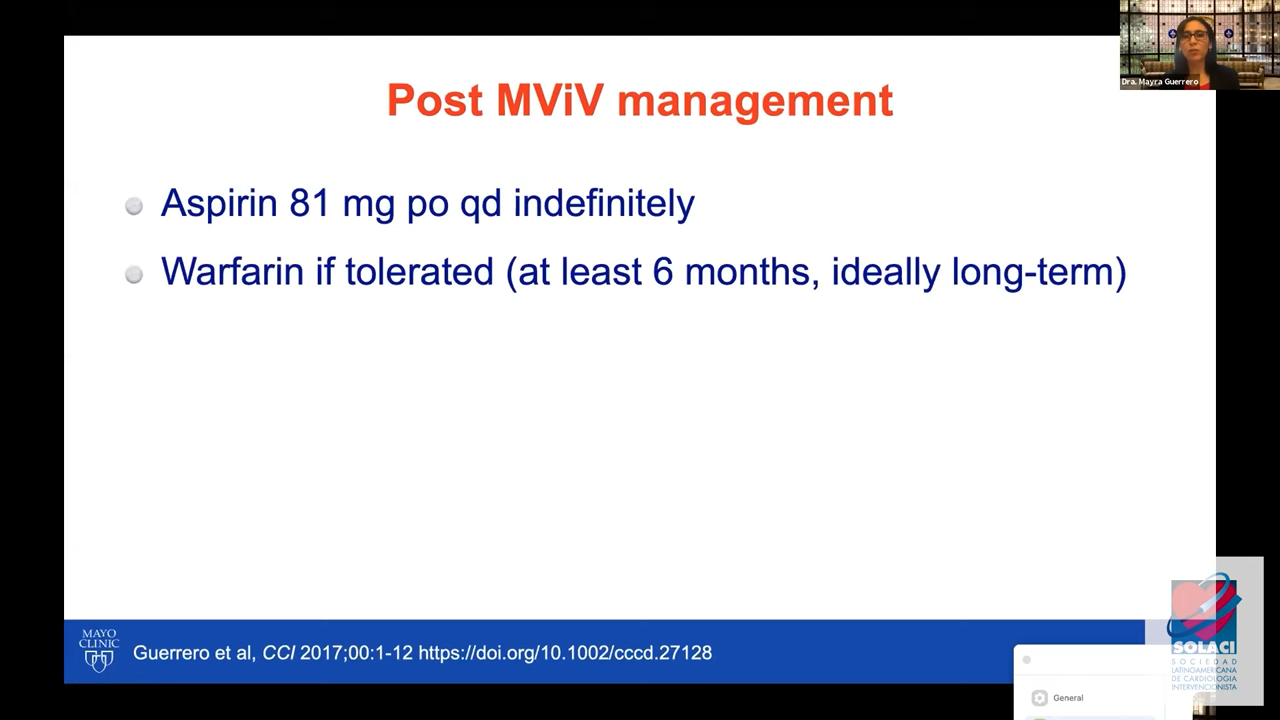 Dra. Mayra Guerrero
Post MViV management
Aspirin 81 mg po qd indefinitely
Warfarin if tolerated (at least 6 months, ideally long-term)
MAYO
CLINIC
Guerrero et al, CCI 2017;00:1-12 https://doi.org/10.1002/cccd.27128
SOLACI
SOCIEDAD
LATINOAMERICANA
DE CARDIOLOGIA
INTERVENCIONISTA
General